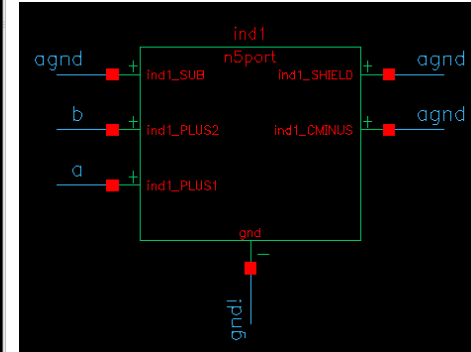 ind1
n5port
agnd
ind1_SUB
ind1_SHIELD
agnd
b
ind1_PLUS2
ind1_CMINUS
agnd
a
ind1_PLUS1
gnd
gnd!